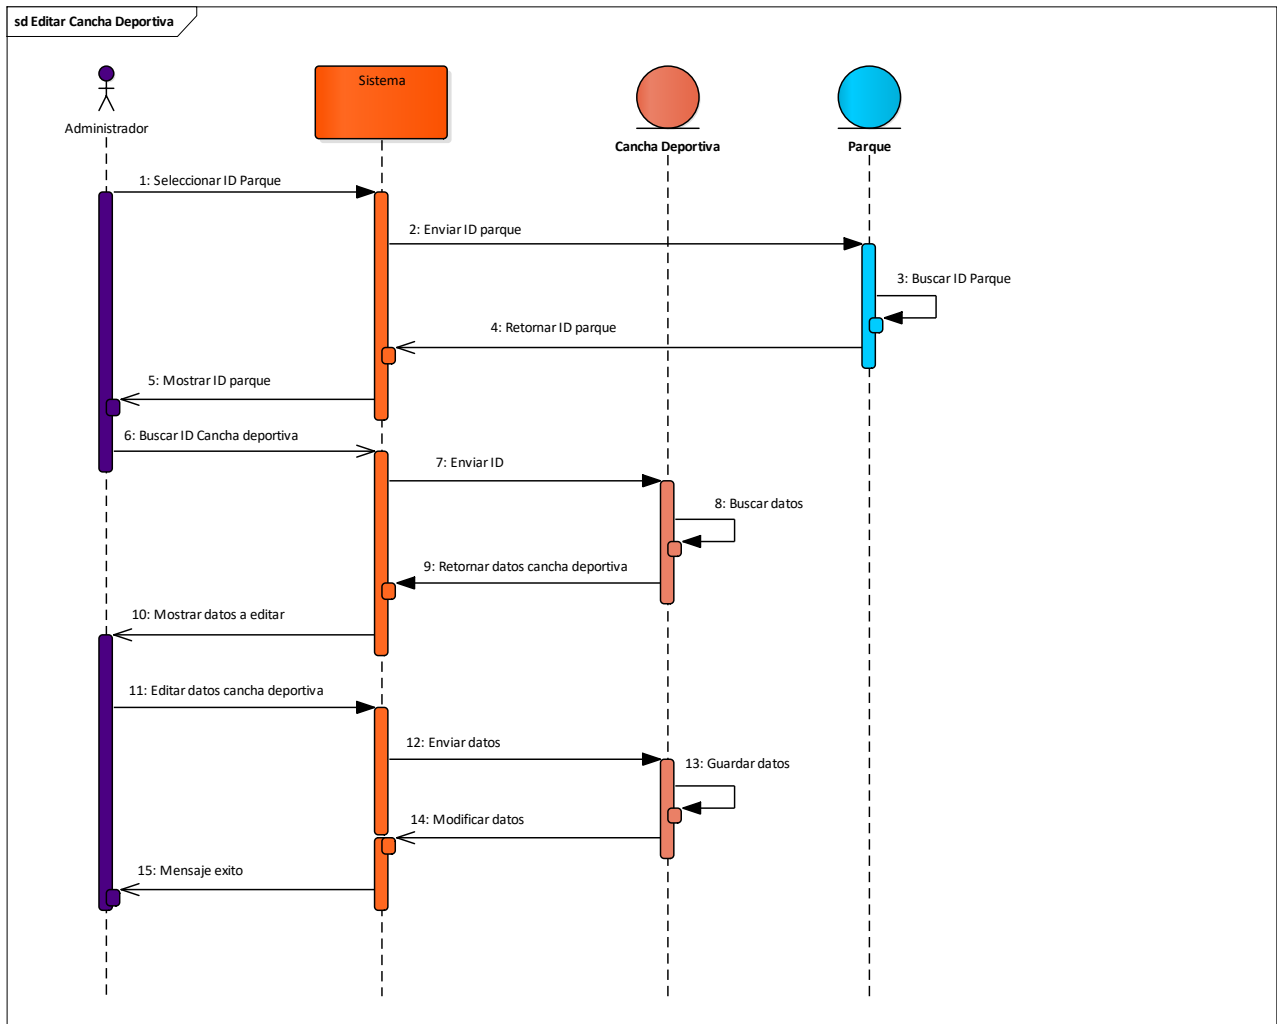 sd Editar Cancha Deportiva
Sistema
Administrador
Cancha Deportiva
Parque
1: Seleccionar ID Parque
2: Enviar ID parque
3: Buscar ID Parque
4: Retornar ID parque
5: Mostrar ID parque
6: Buscar ID Cancha deportiva
7: Enviar ID
8: Buscar datos
9: Retornar datos cancha deportiva
10: Mostrar datos a editar
11: Editar datos cancha deportiva
12: Enviar datos
13: Guardar datos
14: Modificar datos
15: Mensaje exito